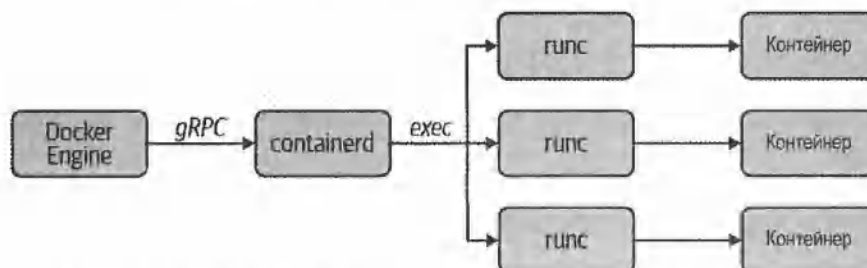 runc
Контейнер
Docker
Engine
gRPC
containerd
exec
runc
Контейнер
runc
Контейнер